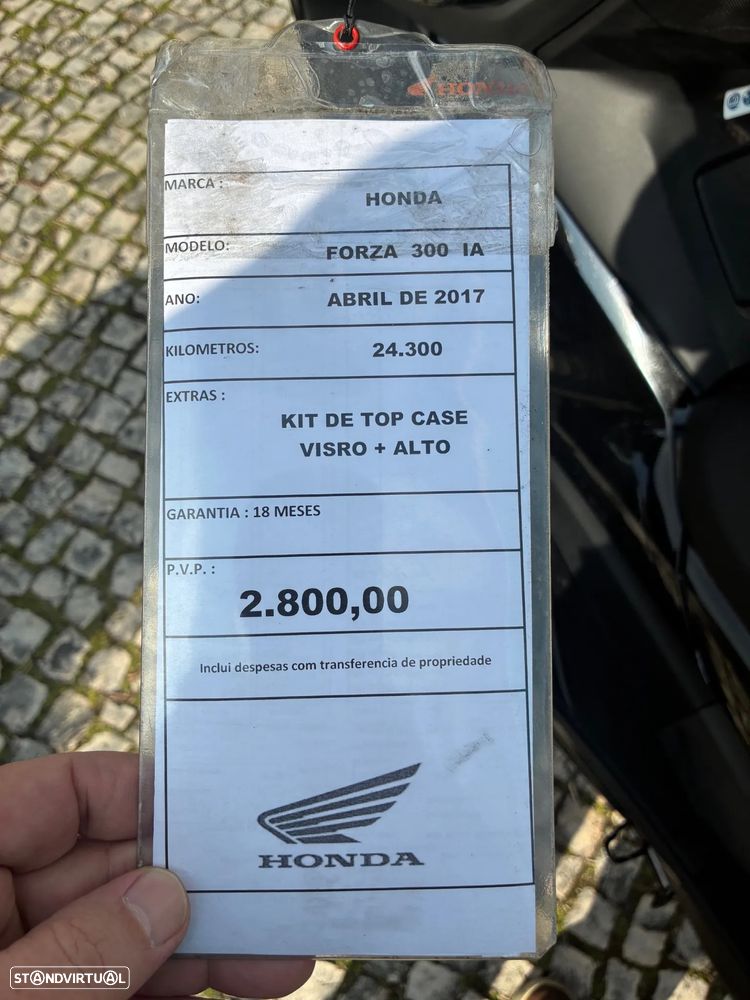 HONDA
MARCA : HONDA
MODELO: FORZA 300 IA
ANO: ABRIL DE 2017
KILOMETROS: 24.300
EXTRAS :
KIT DE TOP CASE
VISRO + ALTO
GARANTIA : 18 MESES
P.V.P. :
2.800,00
Inclui despesas com transferencia de propriedade
HONDA
STANDVIRTUAL